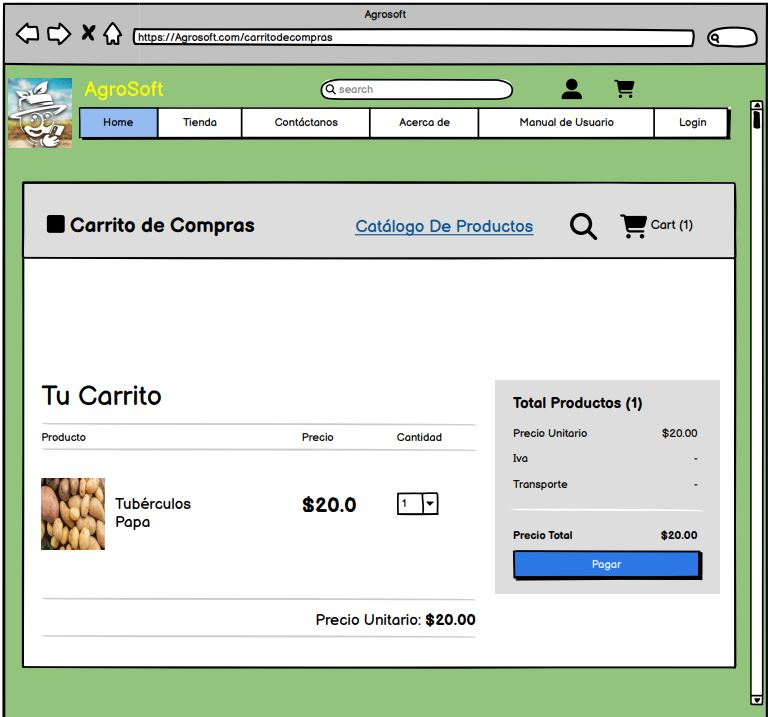 Agrosoft
https://Agrosoft.com/carritodecompras
AgroSoft
search
Home Tienda Contáctanos Acerca de Manual de Usuario Login
Carrito de Compras Catálogo De Productos Cart (1)
Tu Carrito
Producto Precio Cantidad
Tubérculos
Papa
$20.0 1
Precio Unitario: $20.00
Total Productos (1)
Precio Unitario $20.00
Iva -
Transporte -
Precio Total $20.00
Pagar